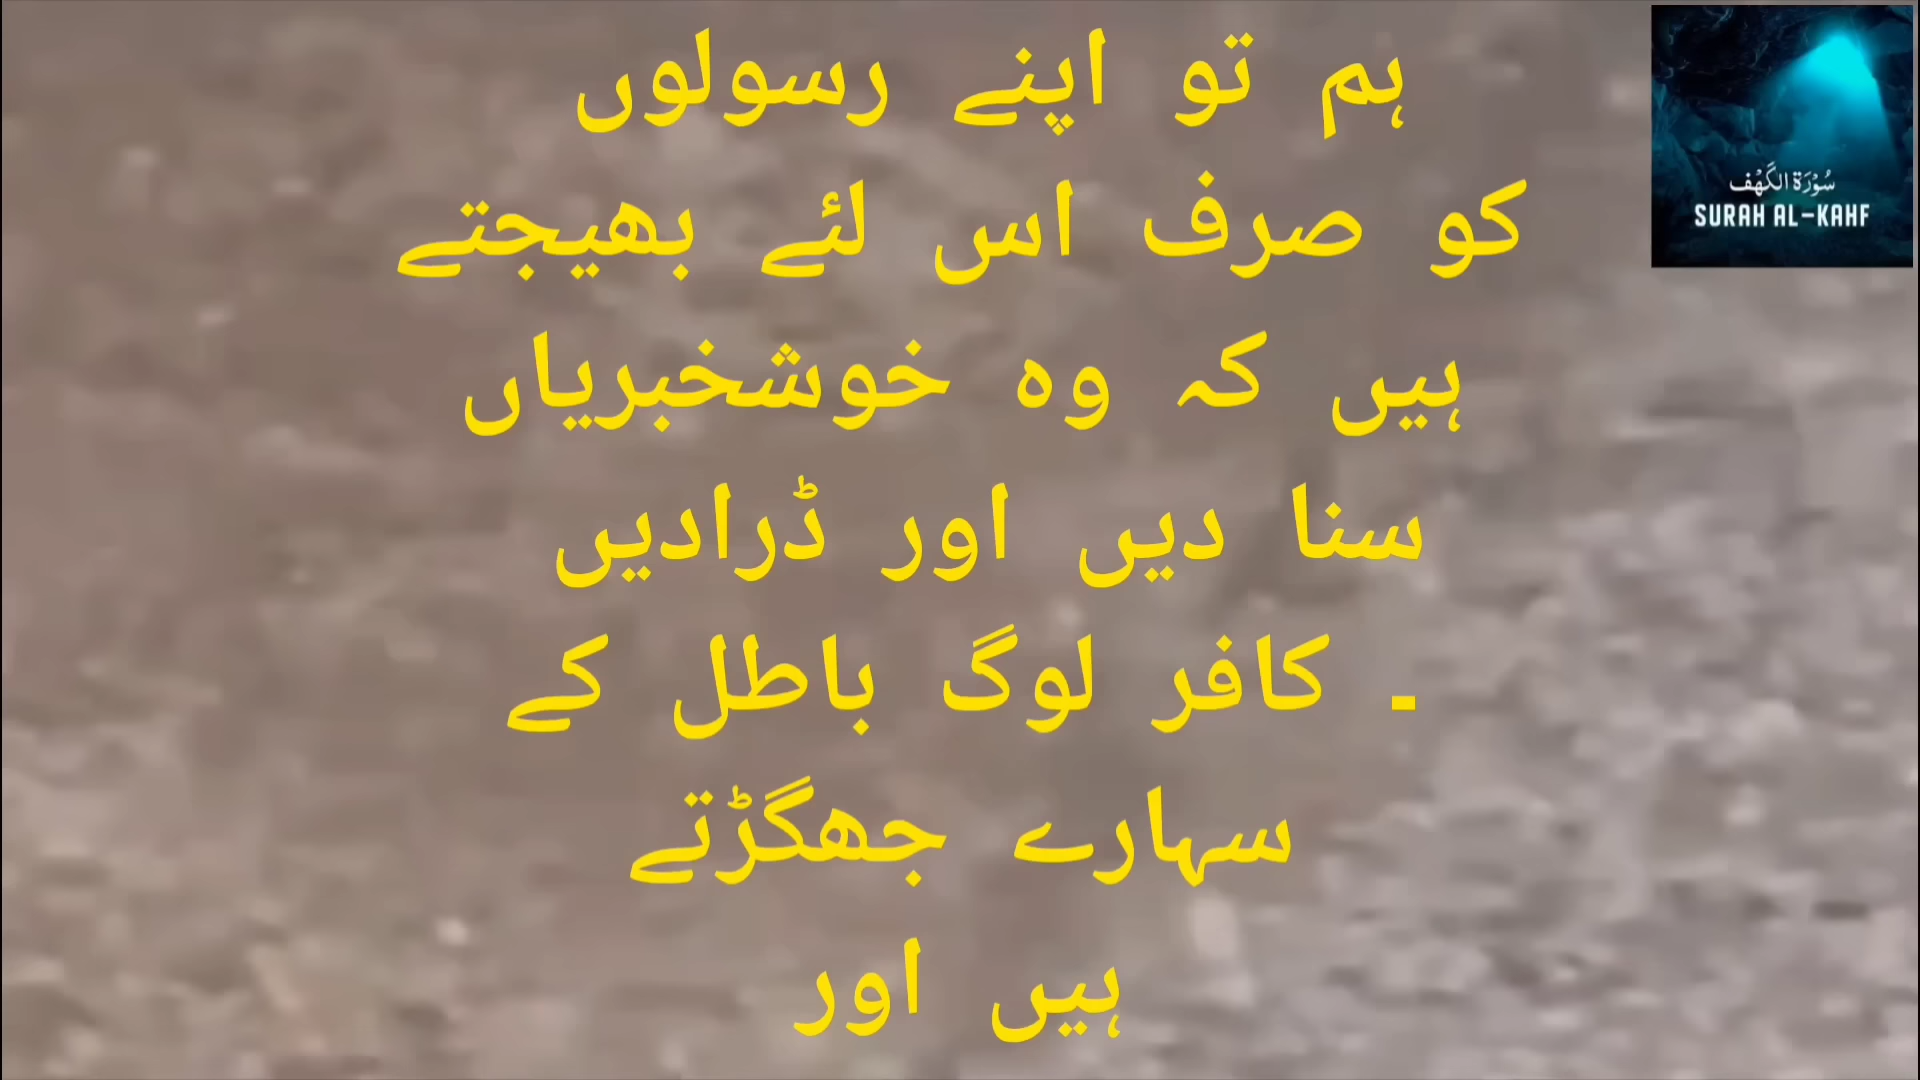 ہم تو اپنے رسولوں
کو صرف اس لئے بھیجتے
ہیں کہ وہ خوشخبریاں
سنا دیں اور ڈرادیں
۔ کافر لوگ باطل کے
سہارے جھگڑتے
ہیں اور
سُوْرَۃ الكَهْف
SURAH AL-KAHF